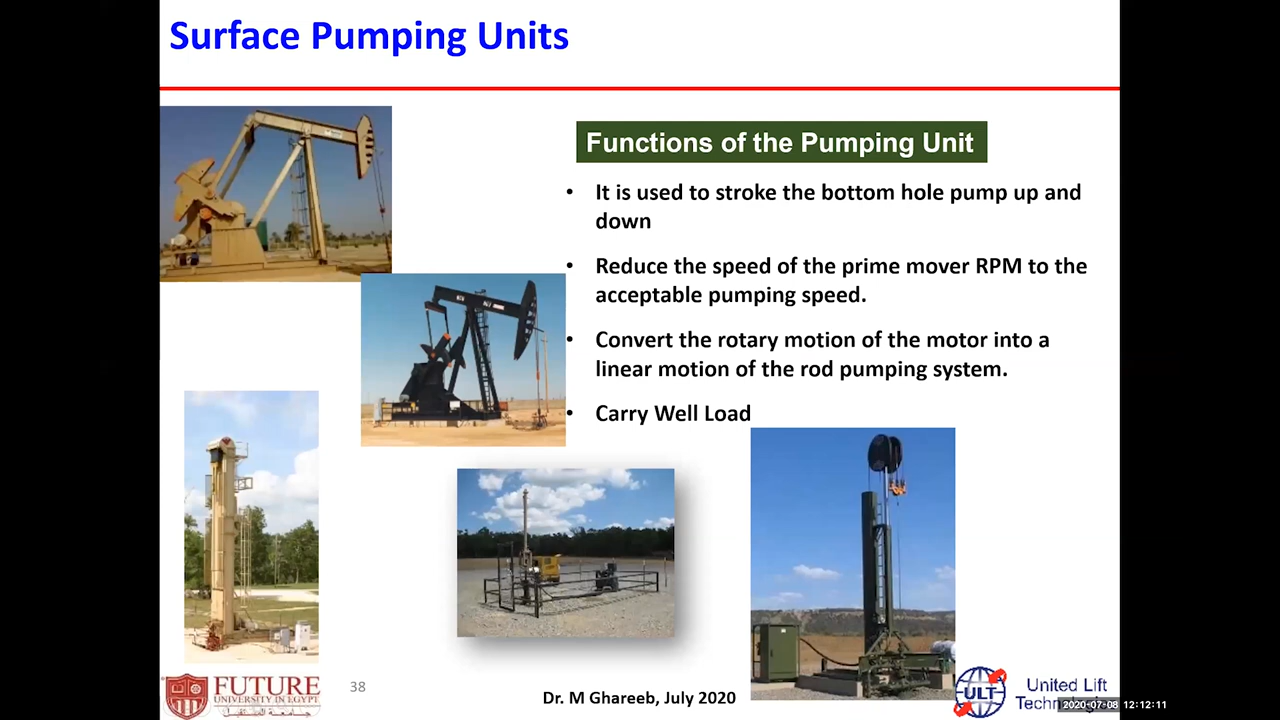 Surface Pumping Units
Functions of the Pumping Unit
• It is used to stroke the bottom hole pump up and
down
• Reduce the speed of the prime mover RPM to the
acceptable pumping speed.
• Convert the rotary motion of the motor into a
linear motion of the rod pumping system.
• Carry Well Load
FUTURE
UNIVERSITY IN EGYPT
جامعة المستقبل
38
Dr. M Ghareeb, July 2020
ULT
United Lift
2020-07-08 12:12:11